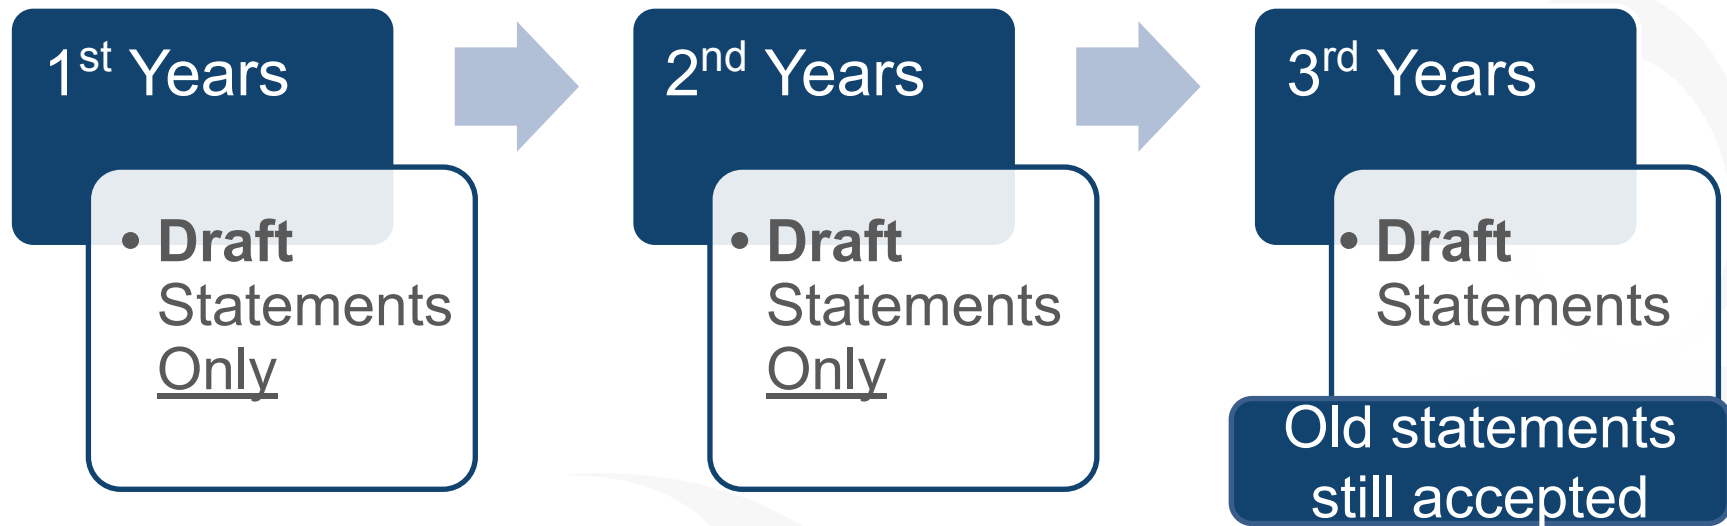 1st Years
• Draft
Statements
Only
2nd Years
• Draft
Statements
Only
3rd Years
• Draft
Statements
Old statements
still accepted